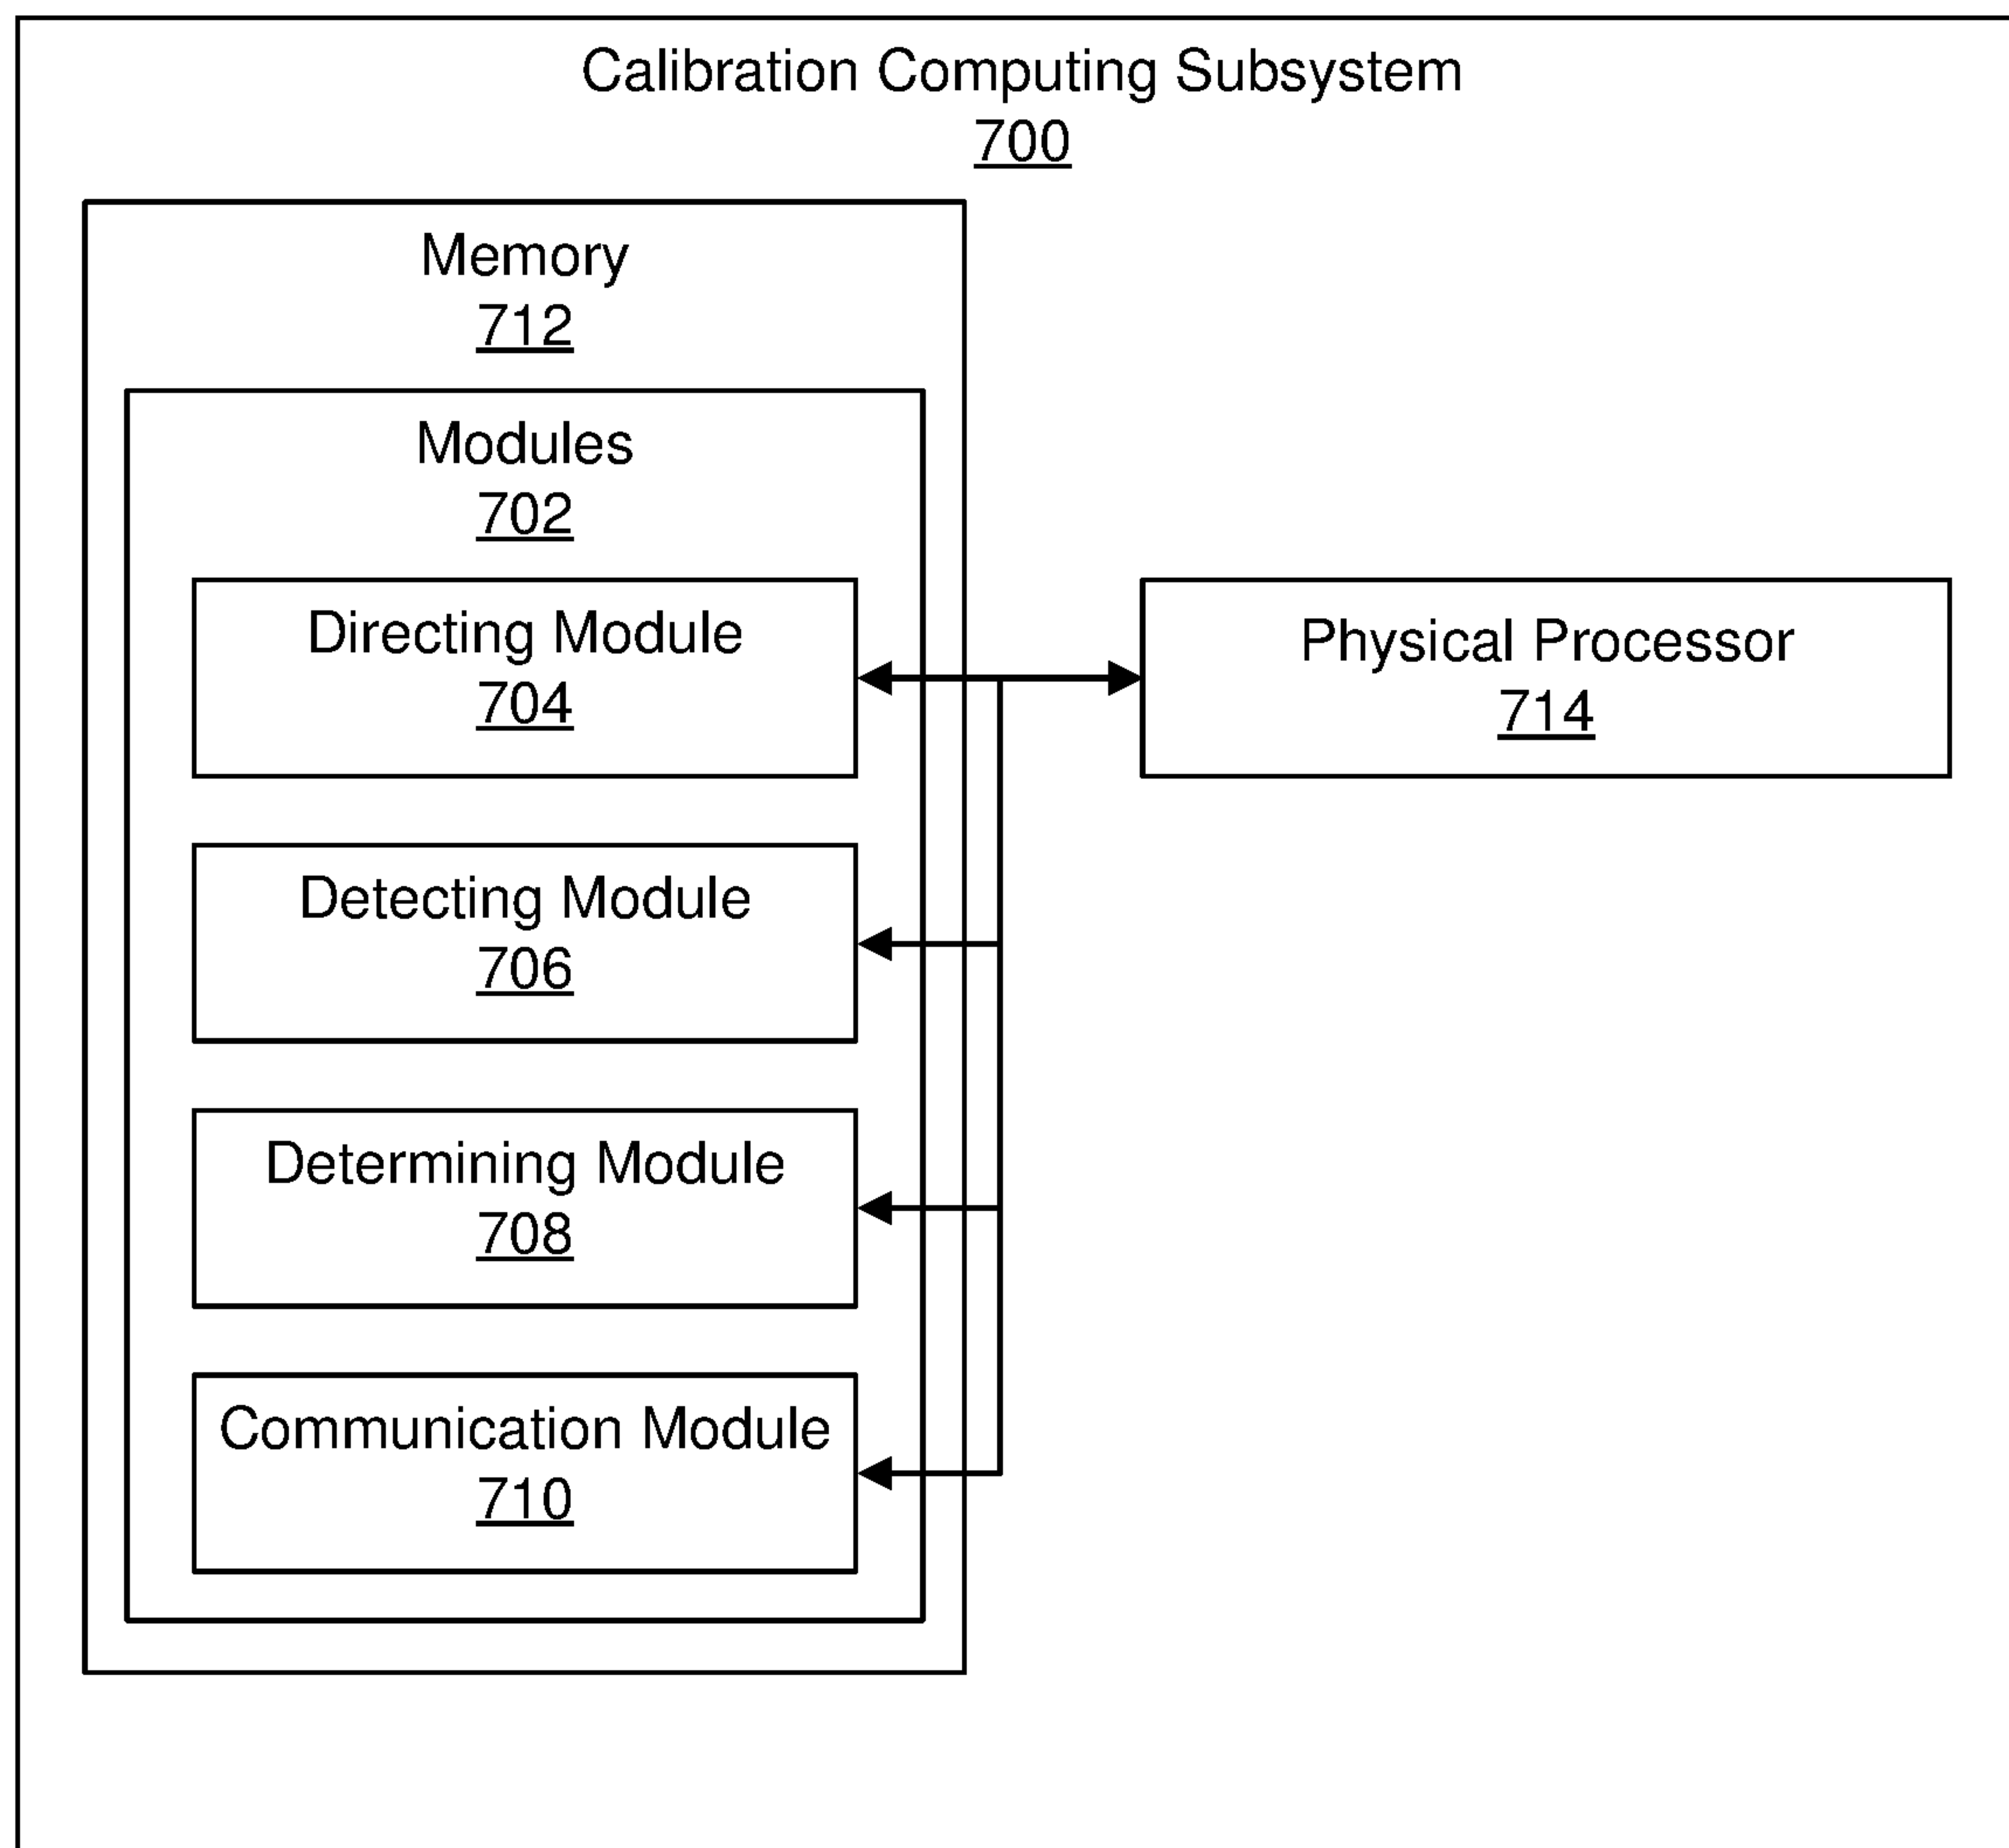 Calibration Computing Subsystem
700
Memory
712
Modules
702
Directing Module
704
Physical Processor
714
Detecting Module
706
Determining Module
708
Communication Module
710